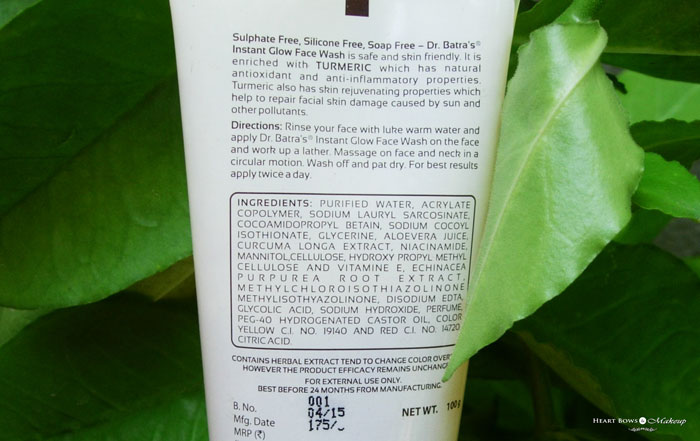 Sulphate Free, Silicone Free, Soap Free – Dr. Batra's®
Instant Glow Face Wash is safe and skin friendly. It is
enriched with TURMERIC which has natural
antioxidant and anti-inflammatory properties.
Turmeric also has skin rejuvenating properties which
help to repair facial skin damage caused by sun and
other pollutants.
Directions: Rinse your face with luke warm water and
apply Dr. Batra's® Instant Glow Face Wash on the face
and work up a lather. Massage on face and neck in a
circular motion. Wash off and pat dry. For best results
apply twice a day.
INGREDIENTS: PURIFIED WATER, ACRYLATE
COPOLYMER, SODIUM LAURYL SARCOSINATE,
COCOAMIDOPROPYL BETAIN, SODIUM COCOYL
ISOTHIONATE, GLYCERINE, ALOEVERA JUICE,
CURCUMA LONGA EXTRACT, NIACINAMIDE,
MANNITOL,CELLULOSE, HYDROXY PROPYL METHYL
CELLULOSE AND VITAMIN E, ECHINACEA
PURPUREA ROOT EXTRACT,
METHYLCHLOROISOTHIAZOLINONE
METHYLISOTHYAZOLINONE, DISODIUM EDTA,
GLYCOLIC ACID, SODIUM HYDROXIDE, PERFUME,
PEG-40 HYDROGENATED CASTOR OIL, COLOR
YELLOW C.I. NO. 19140 AND RED C.I. NO. 14720
CITRIC ACID.
CONTAINS HERBAL EXTRACT TEND TO CHANGE COLOR
HOWEVER THE PRODUCT EFFICACY REMAINS
FOR EXTERNAL USE ONLY.
BEST BEFORE 24 MONTHS FROM MANUFACTURING
B. No. 001
Mfg. Date 04/15
MRP (₹) 175/-
NET WT. 100 g
HEART BOWS & Makeup